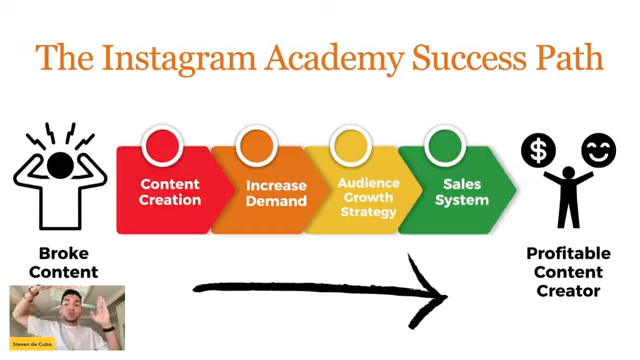 The Instagram Academy Success Path
Content
Creation
Increase
Demand
Audience
Growth
Strategy
Sales
System
$
Broke
Content
Profitable
Content
Creator
Steven de Cuba